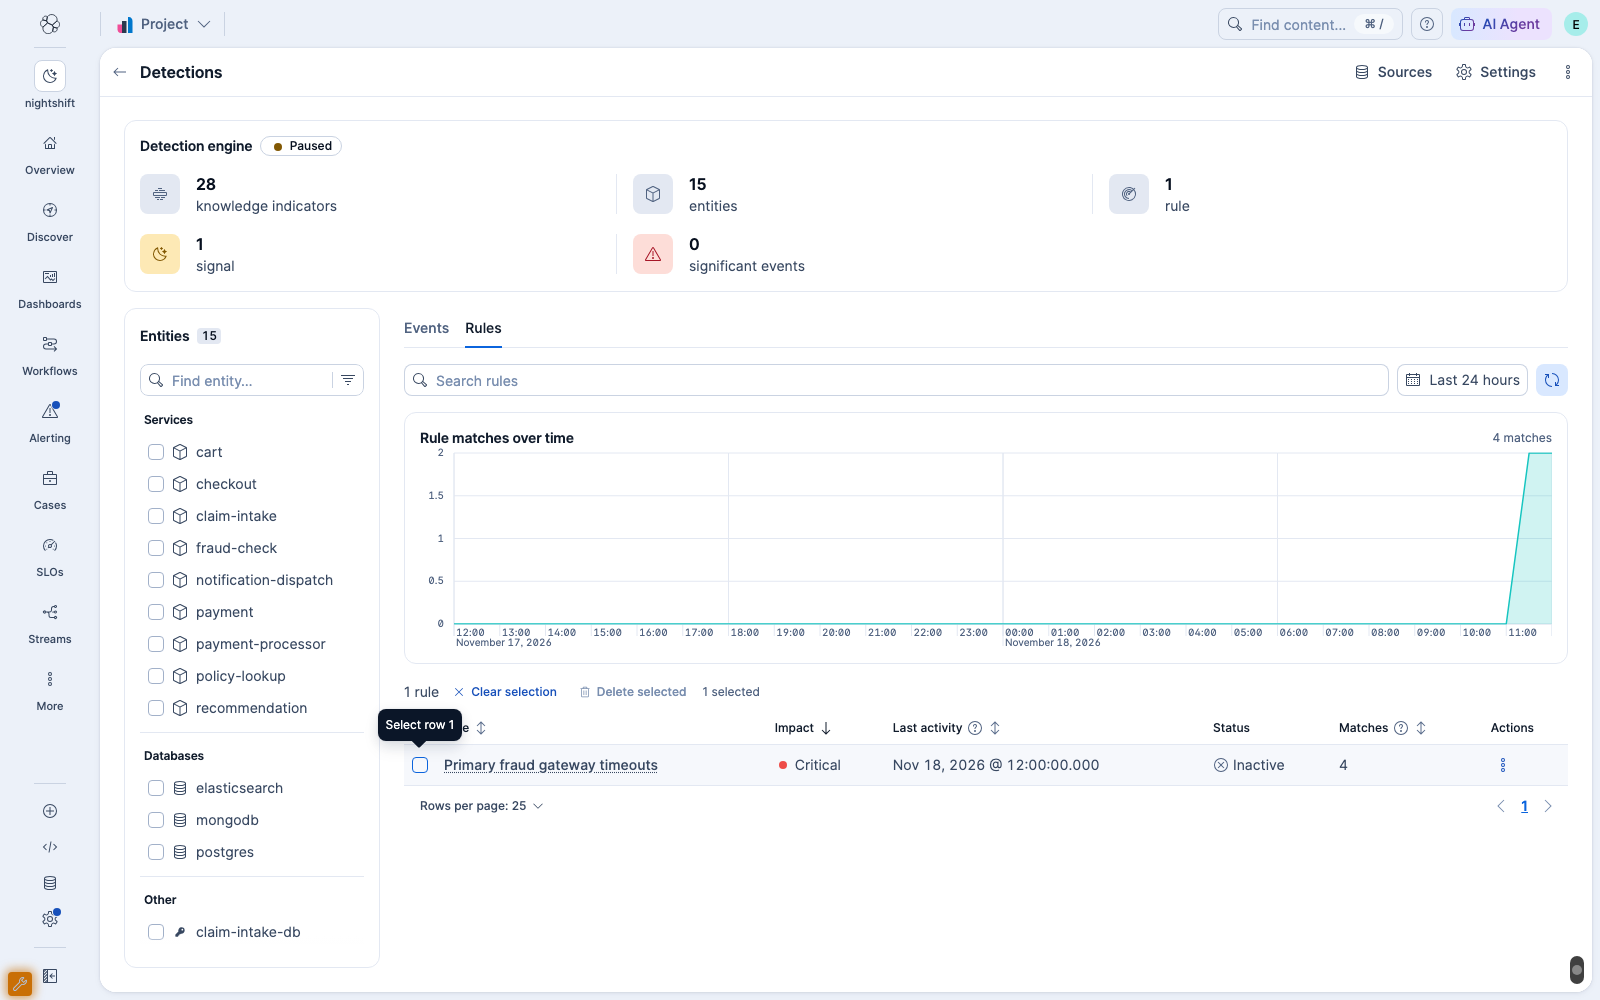 Project
Find content...
⌘ /
AI Agent
E
nightshift
Overview
Discover
Dashboards
Workflows
Alerting
Cases
SLOs
Streams
More
Detections
Sources
Settings
Detection engine
Paused
28
knowledge indicators
15
entities
1
rule
1
signal
0
significant events
Entities 15
Find entity...
Services
cart
checkout
claim-intake
fraud-check
notification-dispatch
payment
payment-processor
policy-lookup
recommendation
Databases
elasticsearch
mongodb
postgres
Other
claim-intake-db
Events
Rules
Search rules
Last 24 hours
Rule matches over time
4 matches
2
1.5
1
0.5
0
12:00 13:00 14:00 15:00 16:00 17:00 18:00 19:00 20:00 21:00 22:00 23:00 00:00 01:00 02:00 03:00 04:00 05:00 06:00 07:00 08:00 09:00 10:00 11:00
November 17, 2026 November 18, 2026
1 rule
Clear selection
Delete selected
1 selected
Select row 1
Impact
Last activity
Status
Matches
Actions
Primary fraud gateway timeouts
Critical
Nov 18, 2026 @ 12:00:00.000
Inactive
4
Rows per page: 25
1